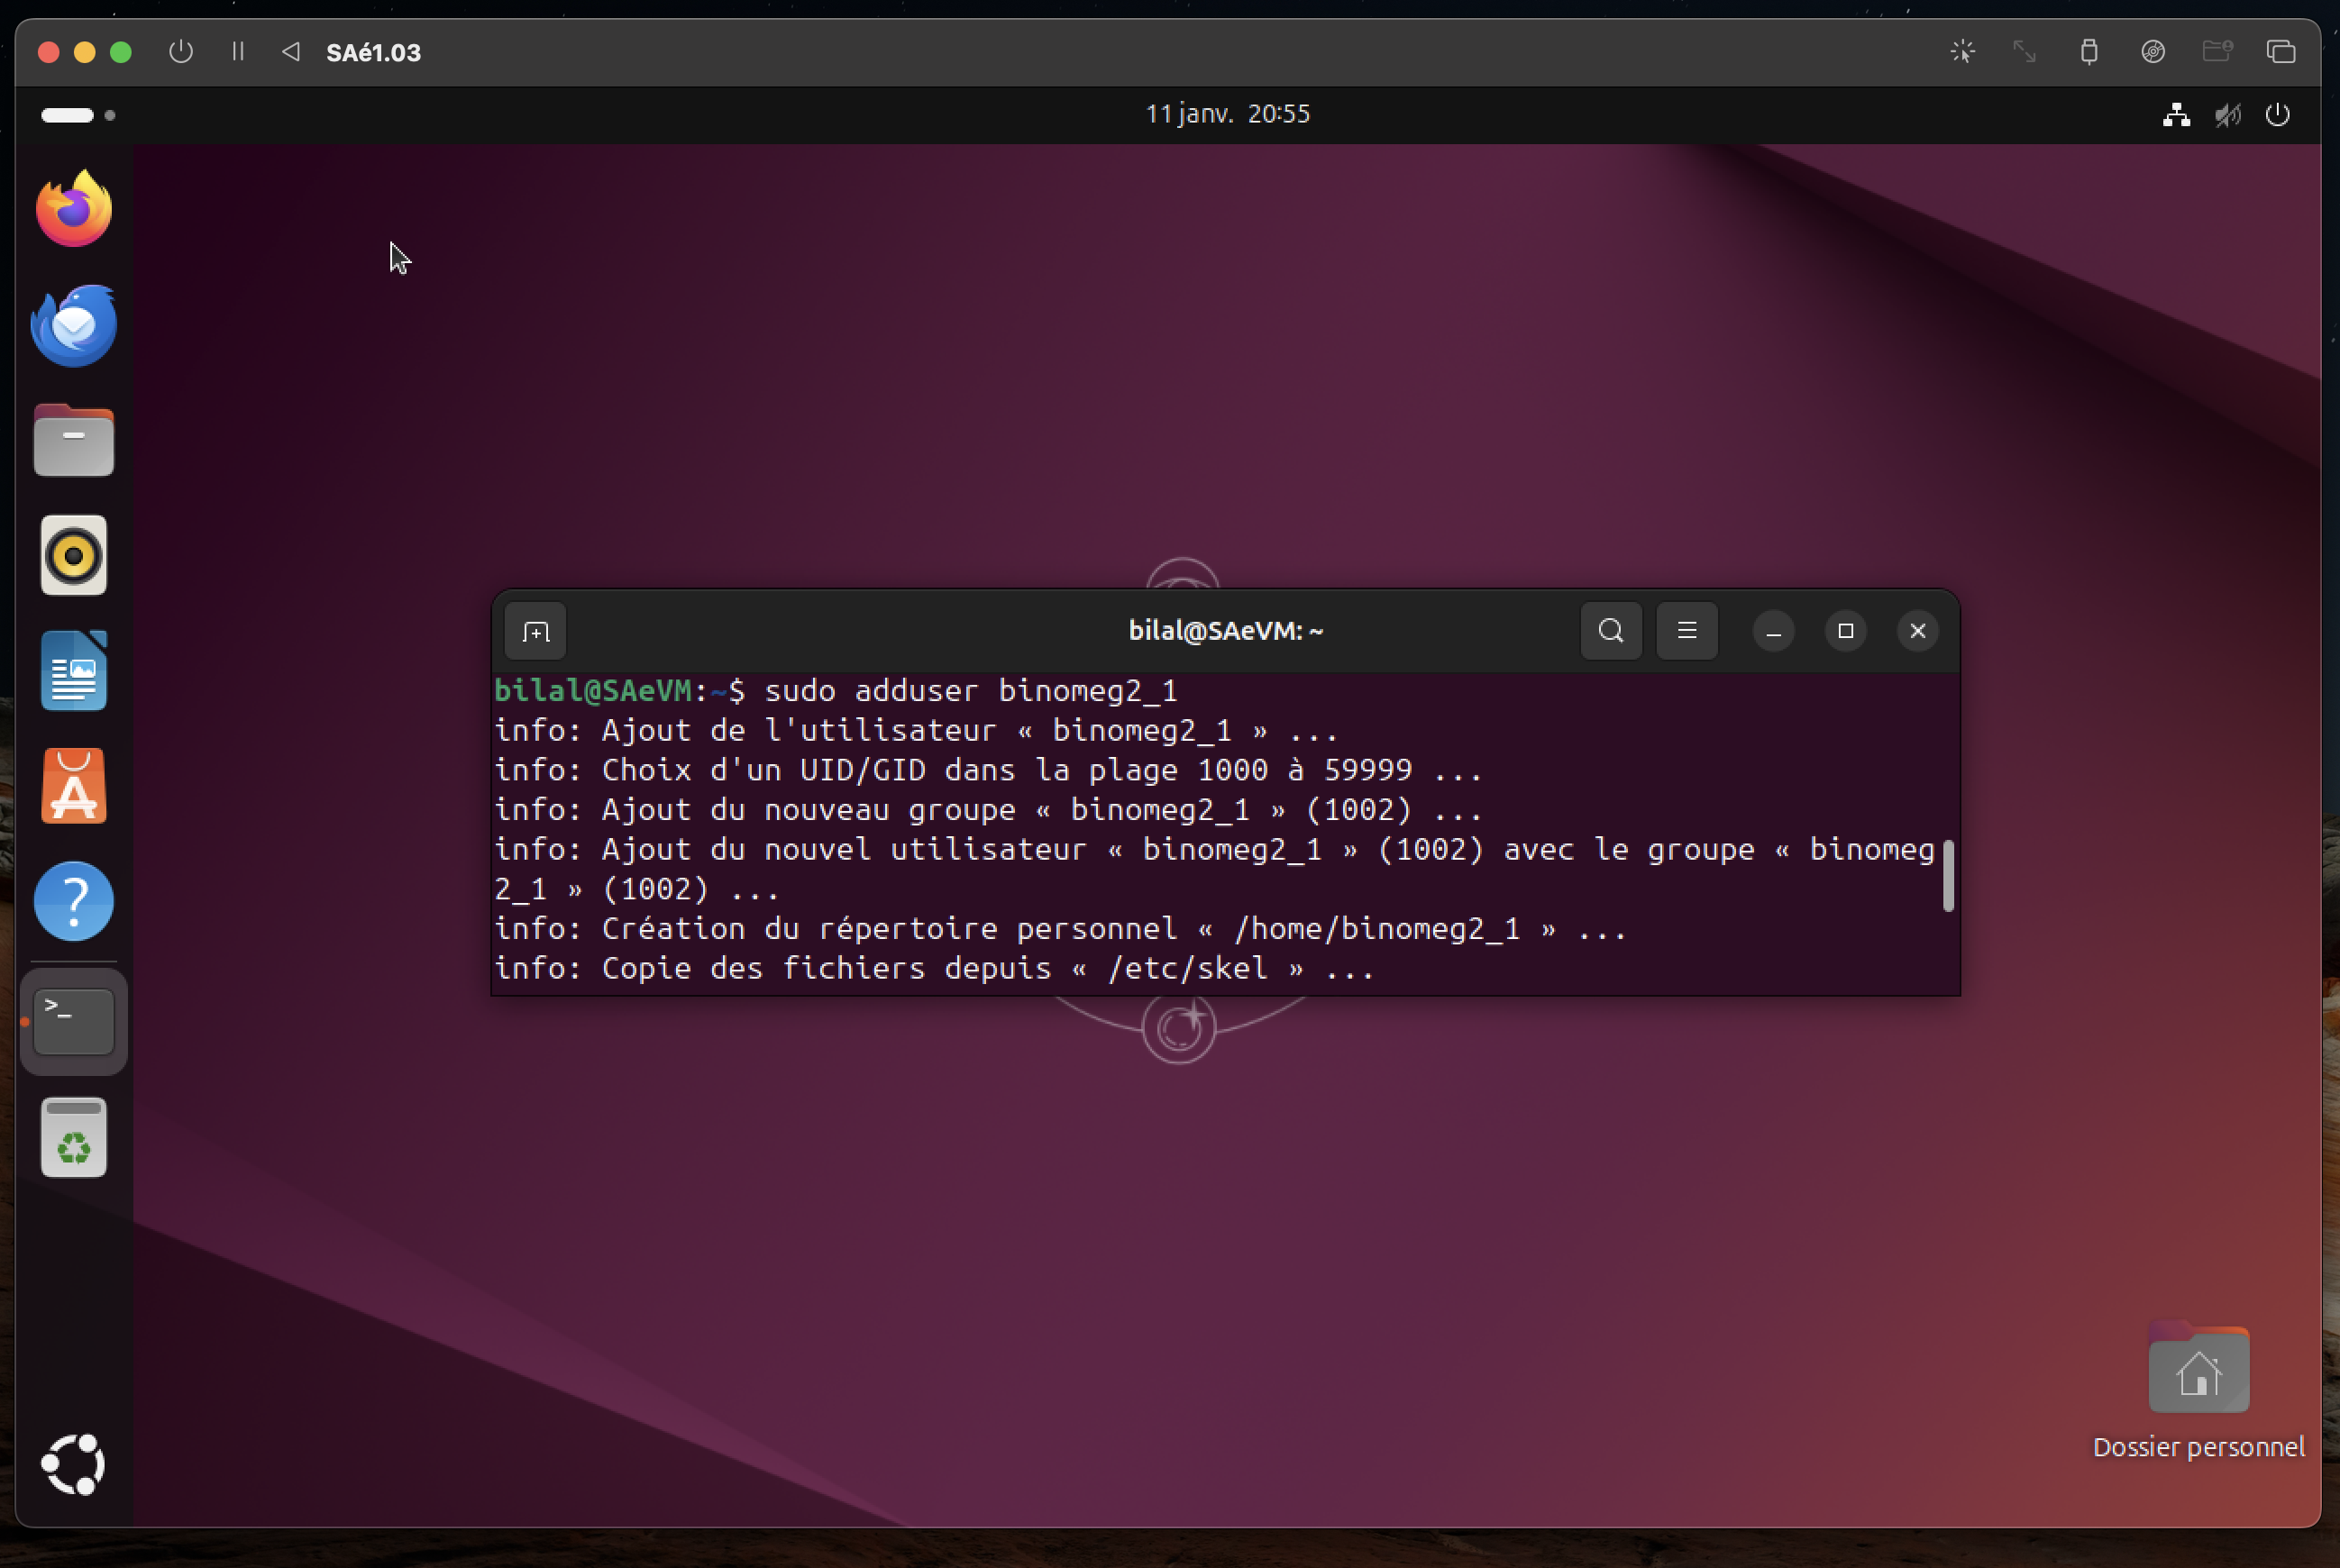 SAé1.03
11 janv. 20:55
bilal@SAeVM: ~
bilal@SAeVM:~$ sudo adduser binomeg2_1
info: Ajout de l'utilisateur « binomeg2_1 » ...
info: Choix d'un UID/GID dans la plage 1000 à 59999 ...
info: Ajout du nouveau groupe « binomeg2_1 » (1002) ...
info: Ajout du nouvel utilisateur « binomeg2_1 » (1002) avec le groupe « binomeg
2_1 » (1002) ...
info: Création du répertoire personnel « /home/binomeg2_1 » ...
info: Copie des fichiers depuis « /etc/skel » ...
Dossier personnel